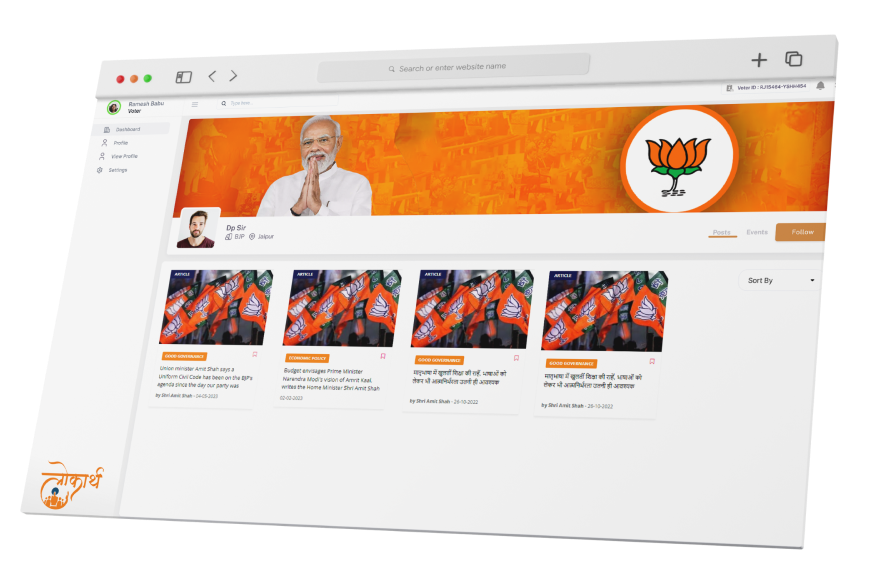 Search or enter website name
Ramesh Babu
Voter
Type here..
Voter ID : RJ15464-YBHH464
Dashboard
Profile
View Profile
Settings
Dp Sir
BJP Jaipur
Posts Events Follow
Sort By
ARTICLE
GOOD GOVERNANCE
Union minister Amit Shah says a
Uniform Civil Code has been on the BJP's
agenda since the day our party was
by Shri Amit Shah - 04-03-2023
ARTICLE
ECONOMIC POLICY
Budget envisages Prime Minister
Narendra Modi's vision of Amrit Kaal,
writes the Home Minister Shri Amit Shah
02-02-2023
ARTICLE
GOOD GOVERNANCE
मातृभाषा में खुलतीं शिक्षा की राहें, भाषाओं को
लेकर भी आत्मनिर्भरता उतनी ही आवश्यक
by Shri Amit Shah - 26-10-2022
ARTICLE
GOOD GOVERNANCE
मातृभाषा में खुलतीं शिक्षा की राहें, भाषाओं को
लेकर भी आत्मनिर्भरता उतनी ही आवश्यक
by Shri Amit Shah - 26-10-2022
लोकार्थ